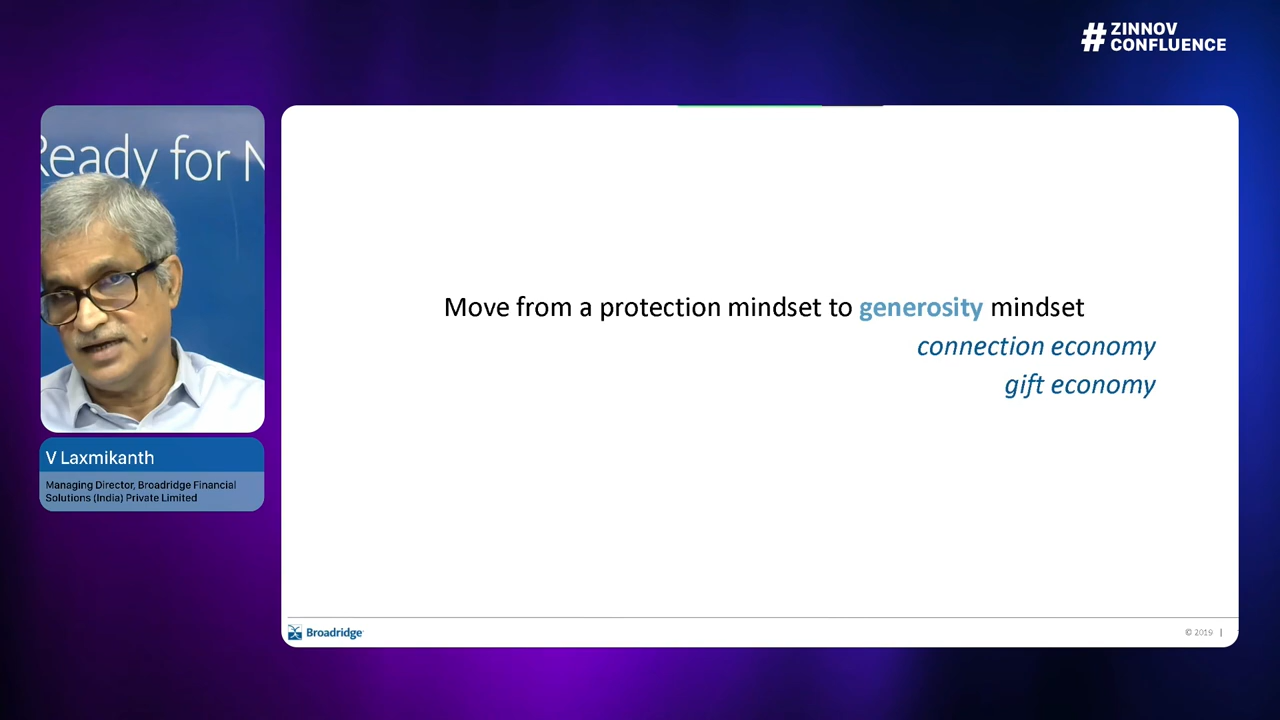 # ZINNOV
CONFLUENCE
Ready for N
V Laxmikanth
Managing Director, Broadridge Financial
Solutions (India) Private Limited
Move from a protection mindset to generosity mindset
connection economy
gift economy
Broadridge
© 2019 |